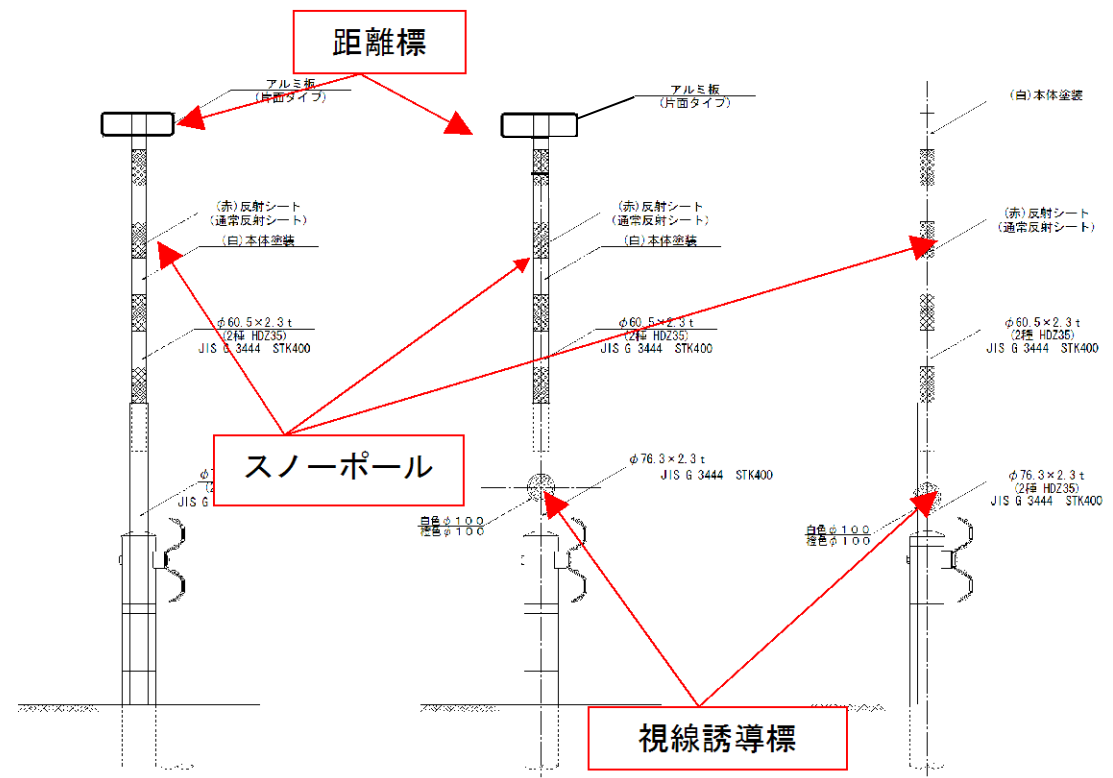 距離標
アルミ板
(片面タイプ)
アルミ板
(片面タイプ)
(白)本体塗装
(赤)反射シート
(通常反射シート)
(白)本体塗装
(赤)反射シート
(通常反射シート)
(白)本体塗装
(赤)反射シート
(通常反射シート)
φ60.5×2.3t
(2種 HDZ35)
JIS G 3444 STK400
φ60.5×2.3t
(2種 HDZ35)
JIS G 3444 STK400
φ60.5×2.3t
(2種 HDZ35)
JIS G 3444 STK400
スノーポール
JIS G
φ76.3×2.3t
JIS G 3444 STK400
φ76.3×2.3t
(2種 HDZ35)
JIS G 3444 STK400
白色φ100
橙色φ100
白色φ100
橙色φ100
視線誘導標